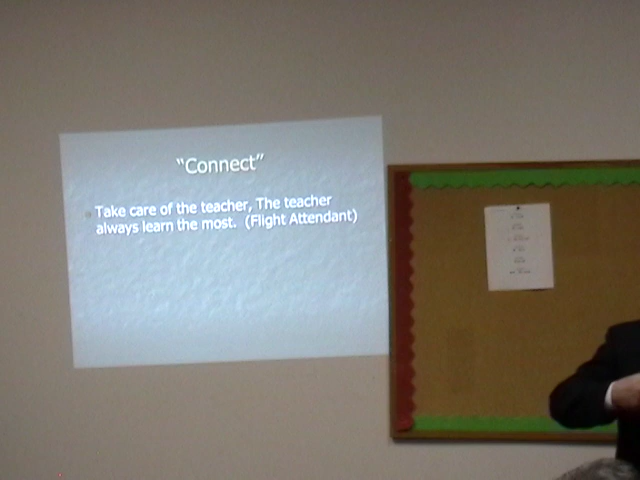 “Connect”
Take care of the teacher, The teacher
always learn the most. (Flight Attendant)